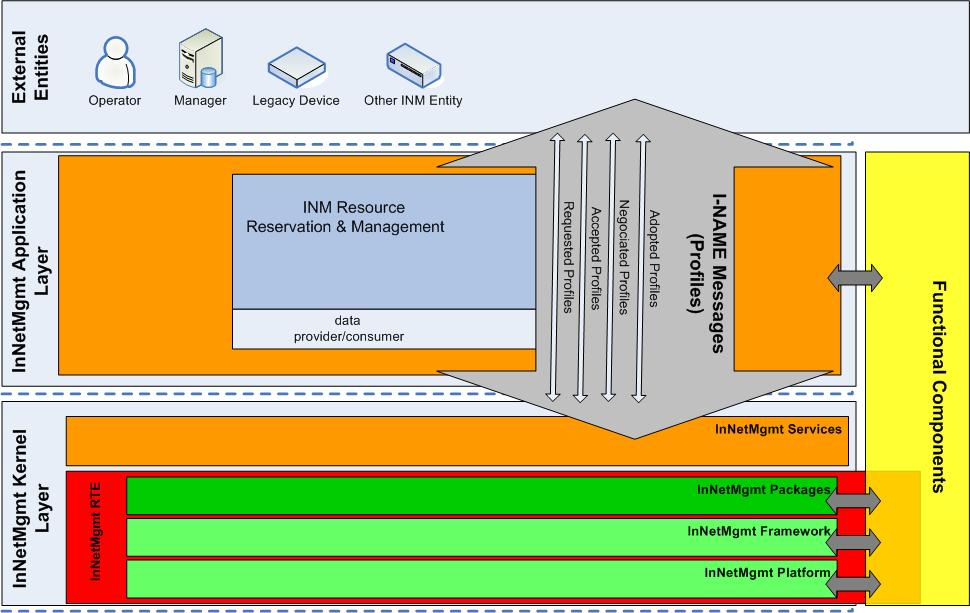 External
Entities
Operator
Manager
Legacy Device
Other INM Entity
InNetMgmt Application
Layer
INM Resource
Reservation & Management
data
provider/consumer
Requested Profiles
Accepted Profiles
Negociated Profiles
Adopted Profiles
I-NAME Messages
(Profiles)
Functional Components
InNetMgmt Kernel
Layer
InNetMgmt Services
InNetMgmt RTE
InNetMgmt Packages
InNetMgmt Framework
InNetMgmt Platform